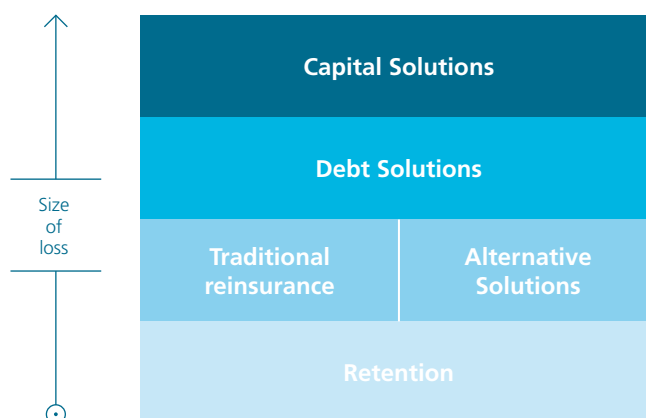 Capital Solutions
Debt Solutions
Size
of
loss
Traditional
reinsurance
Alternative
Solutions
Retention